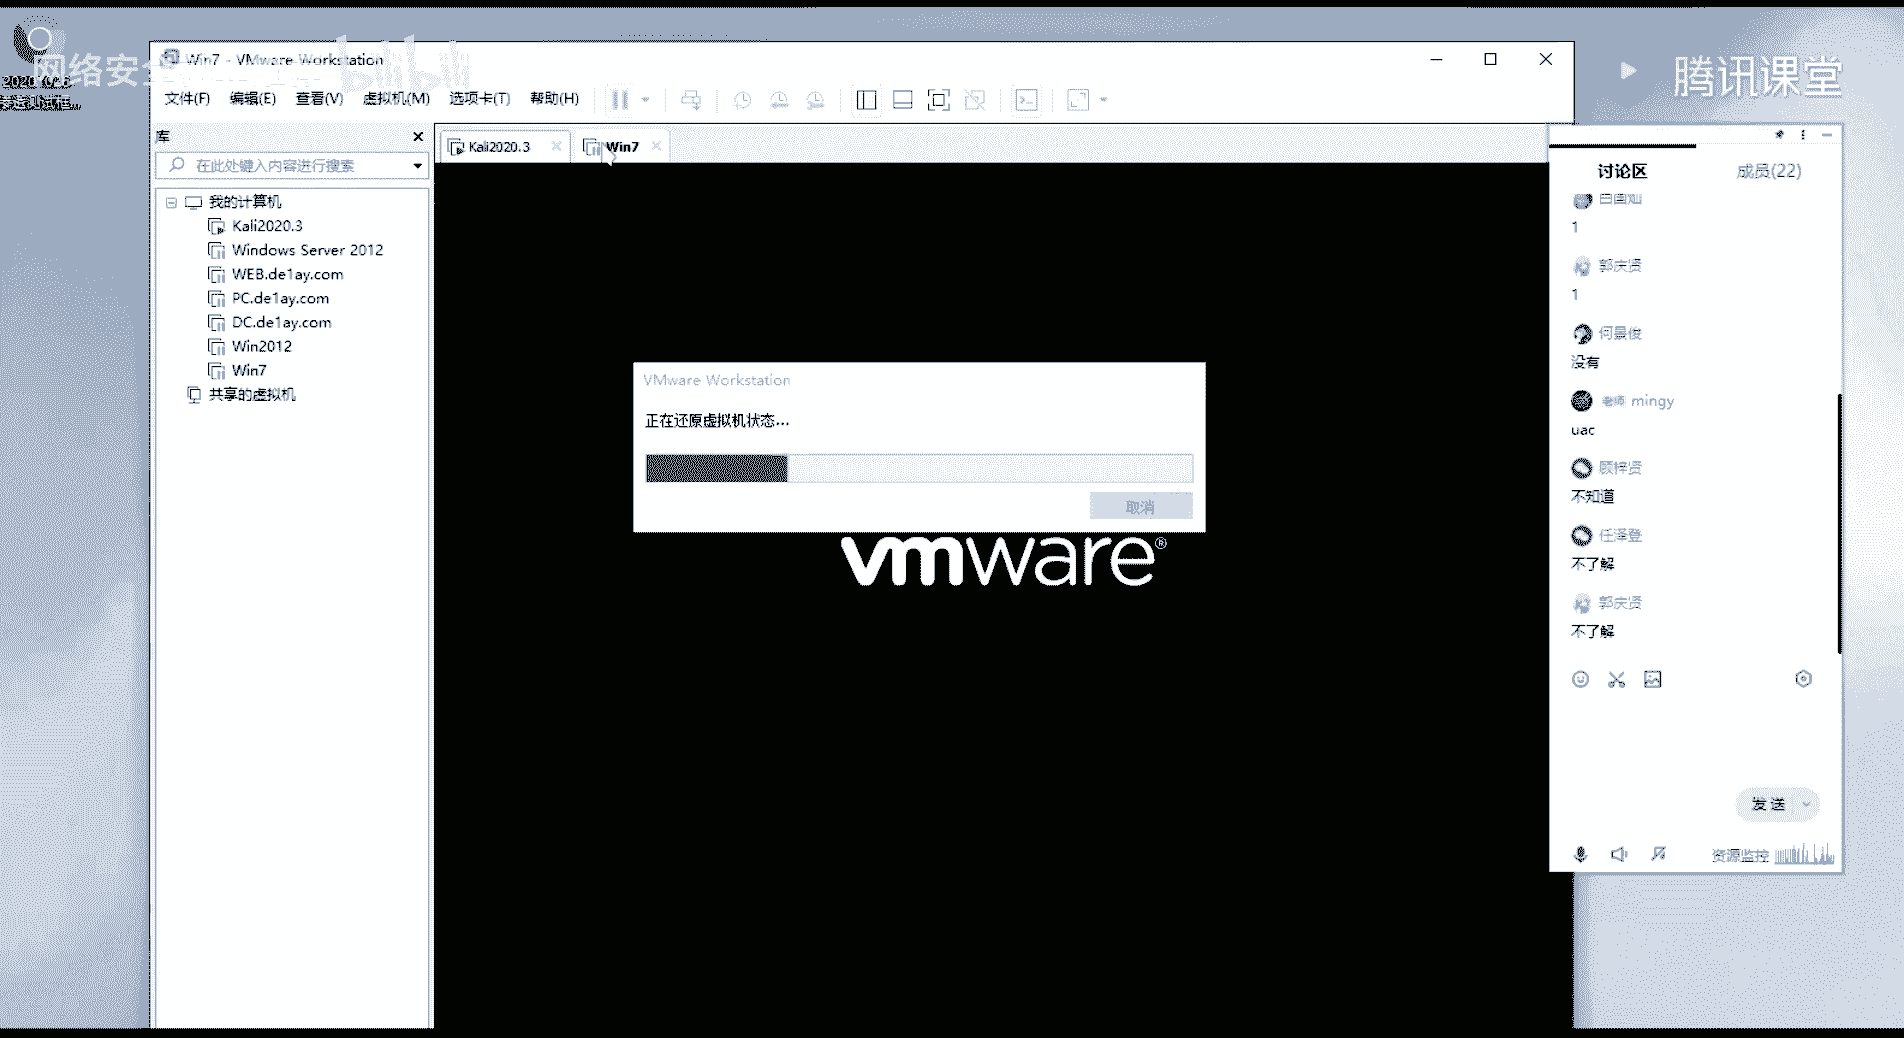 Win7 - VMware Workstation
网络安全
bilibili
腾讯课堂
文件(F) 编辑(E) 查看(V) 虚拟机(M) 选项卡(T) 帮助(H)
库
Kali2020.3
Win7
在此处键入内容进行搜索
我的计算机
Kali2020.3
Windows Server 2012
WEB.de1ay.com
PC.de1ay.com
DC.de1ay.com
Win2012
Win7
共享的虚拟机
VMware Workstation
正在还原虚拟机状态...
取消
vmware®
讨论区
成员(22)
1
郭庆贤
1
何景俊
没有
老师 mingy
uac
顾梓贤
不知道
任泽登
不了解
郭庆贤
不了解
发送
资源监控